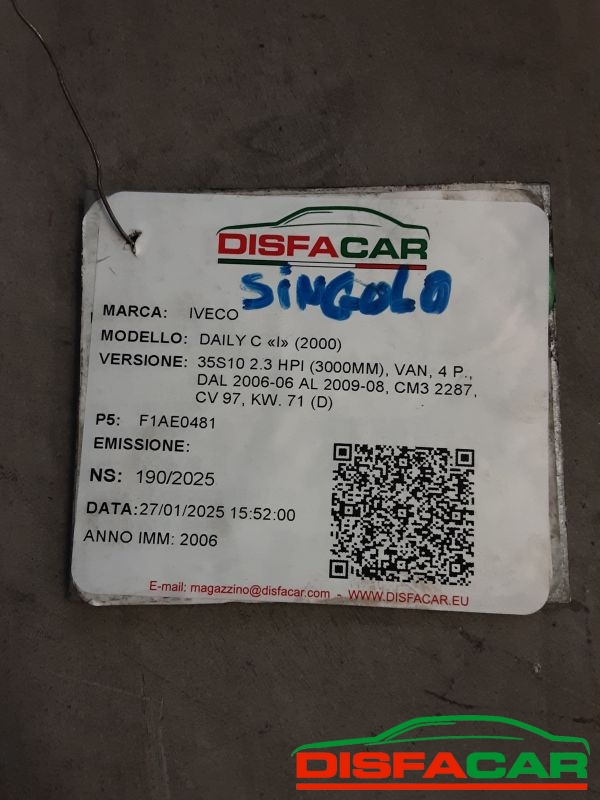 DISFACAR
SiNGOLO
MARCA: IVECO
MODELLO: DAILY C «I» (2000)
VERSIONE: 35S10 2.3 HPI (3000MM), VAN, 4 P.,
DAL 2006-06 AL 2009-08, CM3 2287,
CV 97, KW. 71 (D)
P5: F1AE0481
EMISSIONE:
NS: 190/2025
DATA:27/01/2025 15:52:00
ANNO IMM: 2006
E-mail: magazzino@disfacar.com - WWW.DISFACAR.EU
DISFACAR